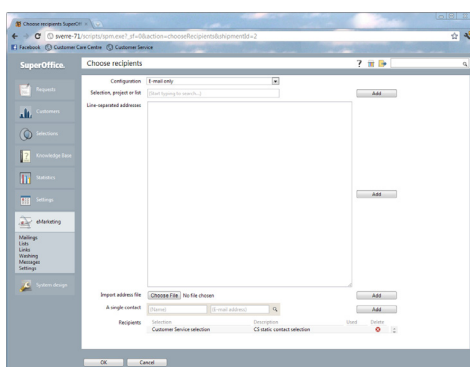 Choose recipients SuperOf
sverre-71/scripts/spm.exe?_sf=0&action=chooseRecipients&shipmentId=2
Facebook Customer Care Centre Customer Service
SuperOffice.
Choose recipients
Configuration E-mail only
Selection, project or list (Start typing to search...) Add
Line-separated addresses
Requests
Customers
Selections
Knowledge Base
Statistics
Add
Settings
eMarketing
Mailings
Lists
Links
Washing
Messages
Settings
System design
Import address file Choose File No file chosen Add
A single contact (Name) (E-mail address) Add
Recipients Selection Description Used Delete
Customer Service selection CS static contact selection
OK Cancel